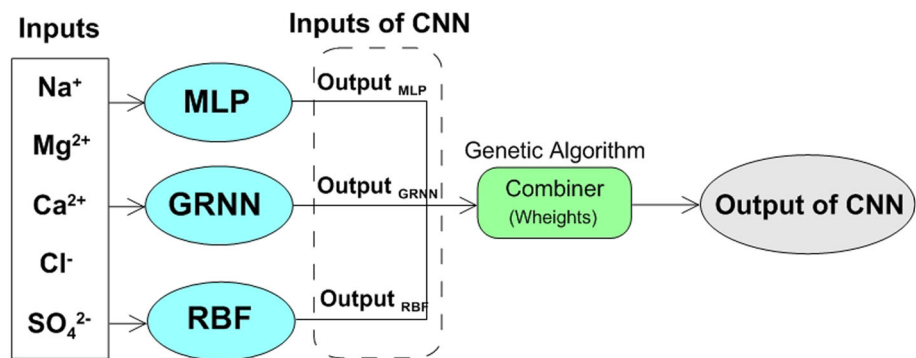 Inputs
Inputs of CNN
Na⁺
Mg²⁺
Ca²⁺
Cl⁻
SO₄²⁻
MLP
GRNN
RBF
Output MLP
Output GRNN
Output RBF
Genetic Algorithm
Combiner
(Wheights)
Output of CNN